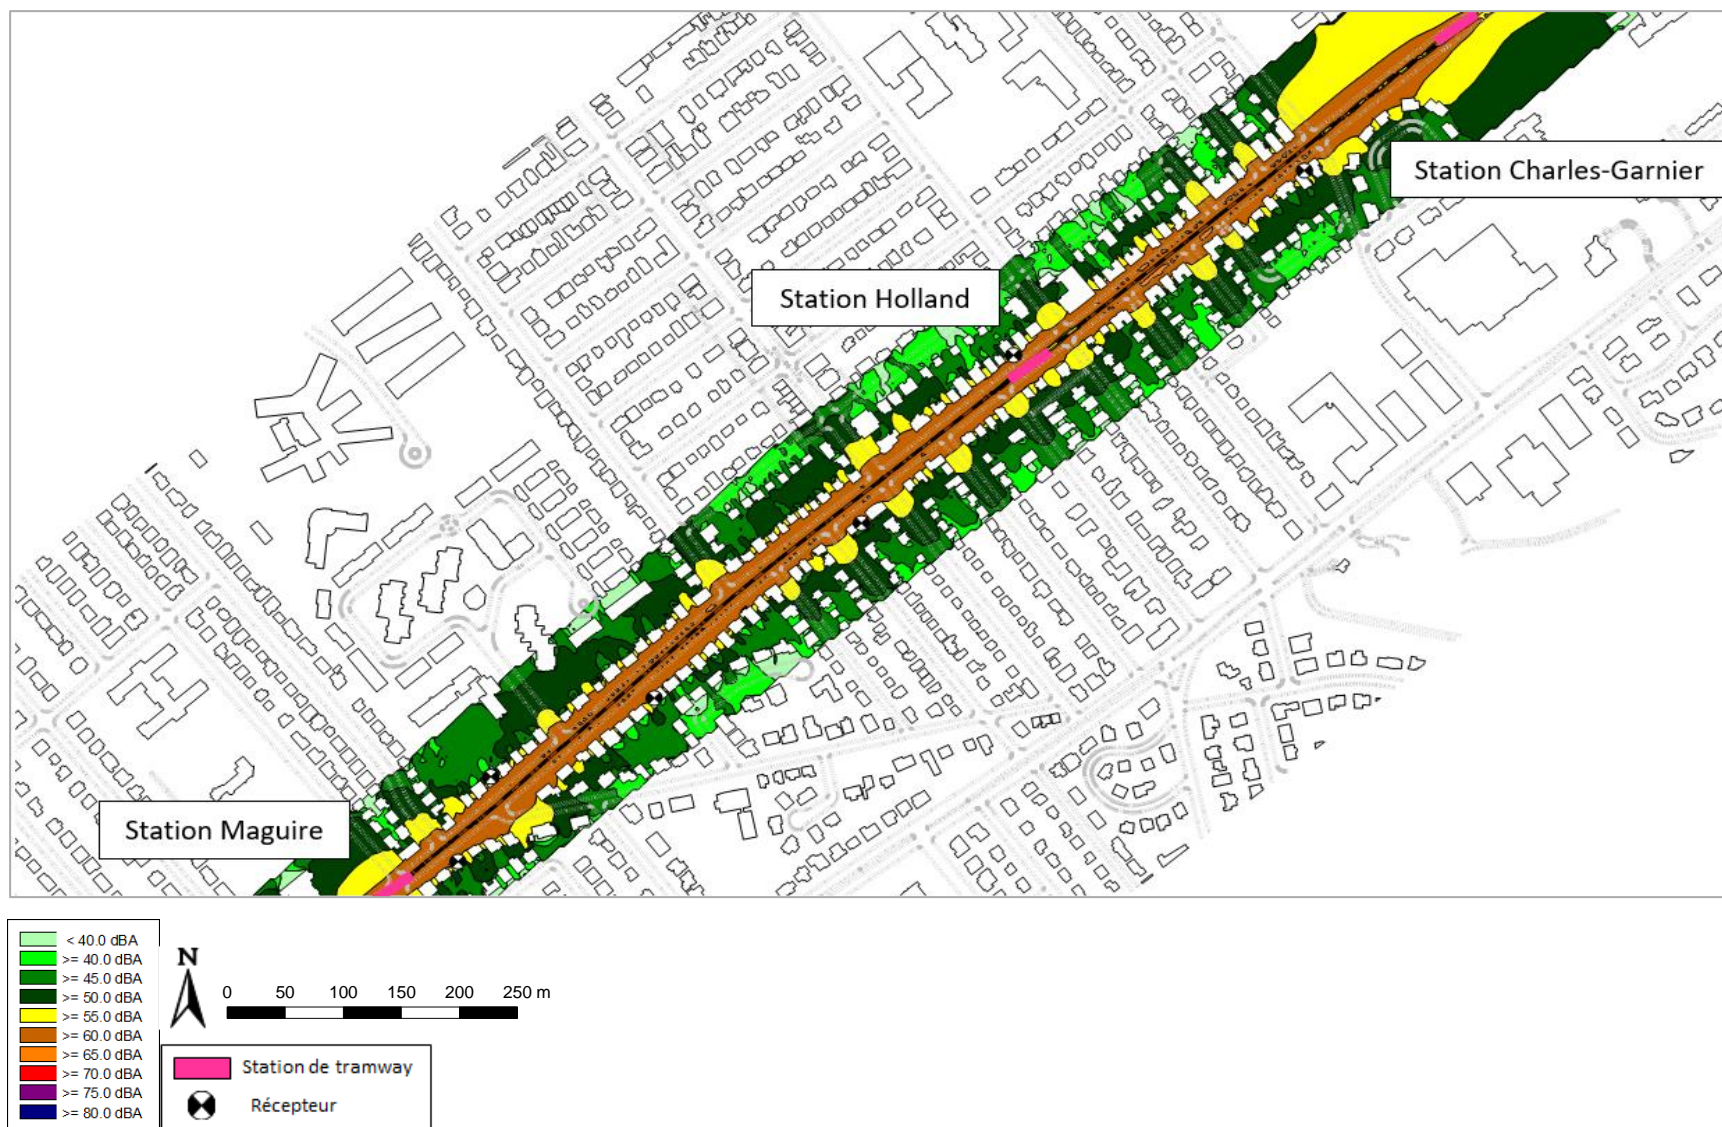 Station Charles-Garnier
Station Holland
Station Maguire
< 40.0 dBA
>= 40.0 dBA
>= 45.0 dBA
>= 50.0 dBA
>= 55.0 dBA
>= 60.0 dBA
>= 65.0 dBA
>= 70.0 dBA
>= 75.0 dBA
>= 80.0 dBA
N
0 50 100 150 200 250 m
Station de tramway
Récepteur